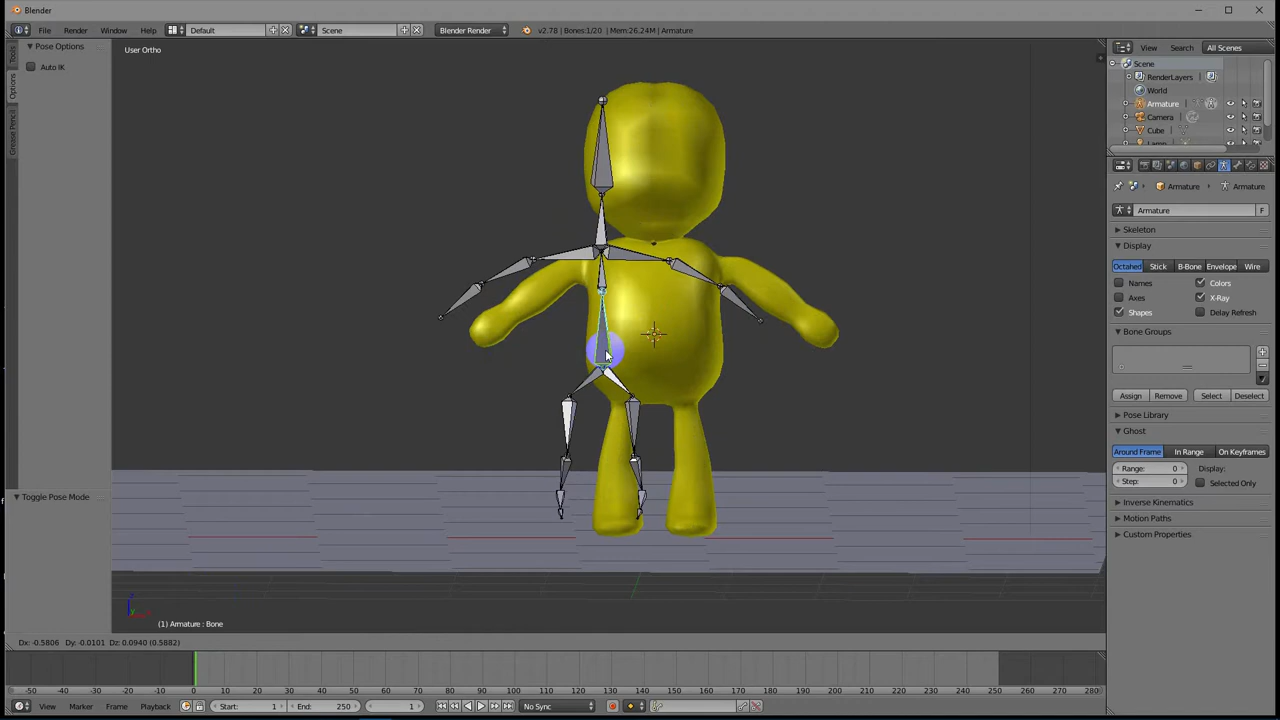 Blender
File Render Window Help Default Scene Blender Render v2.78 | Bones:1/20 | Mem:26.24M | Armature
Pose Options
Auto IK
Tools
Options
Grease Pencil
Toggle Pose Mode
User Ortho
(1) Armature : Bone
View Search All Scenes
Scene
RenderLayers
World
Armature
Camera
Cube
Lamp
Armature Armature
Armature F
Skeleton
Display
Octahed Stick B-Bone Envelope Wire
Names Colors
Axes X-Ray
Shapes Delay Refresh
Bone Groups
Assign Remove Select Deselect
Pose Library
Ghost
Around Frame In Range On Keyframes
Range: 0 Display:
Step: 0 Selected Only
Inverse Kinematics
Motion Paths
Custom Properties
Dx: -0.5806 Dy: -0.0101 Dz: 0.0940 (0.5882)
-50 -40 -30 -20 -10 0 10 20 30 40 50 60 70 80 90 100 110 120 130 140 150 160 170 180 190 200 210 220 230 240 250 260 270 280
View Marker Frame Playback Start: 1 End: 250 1 No Sync